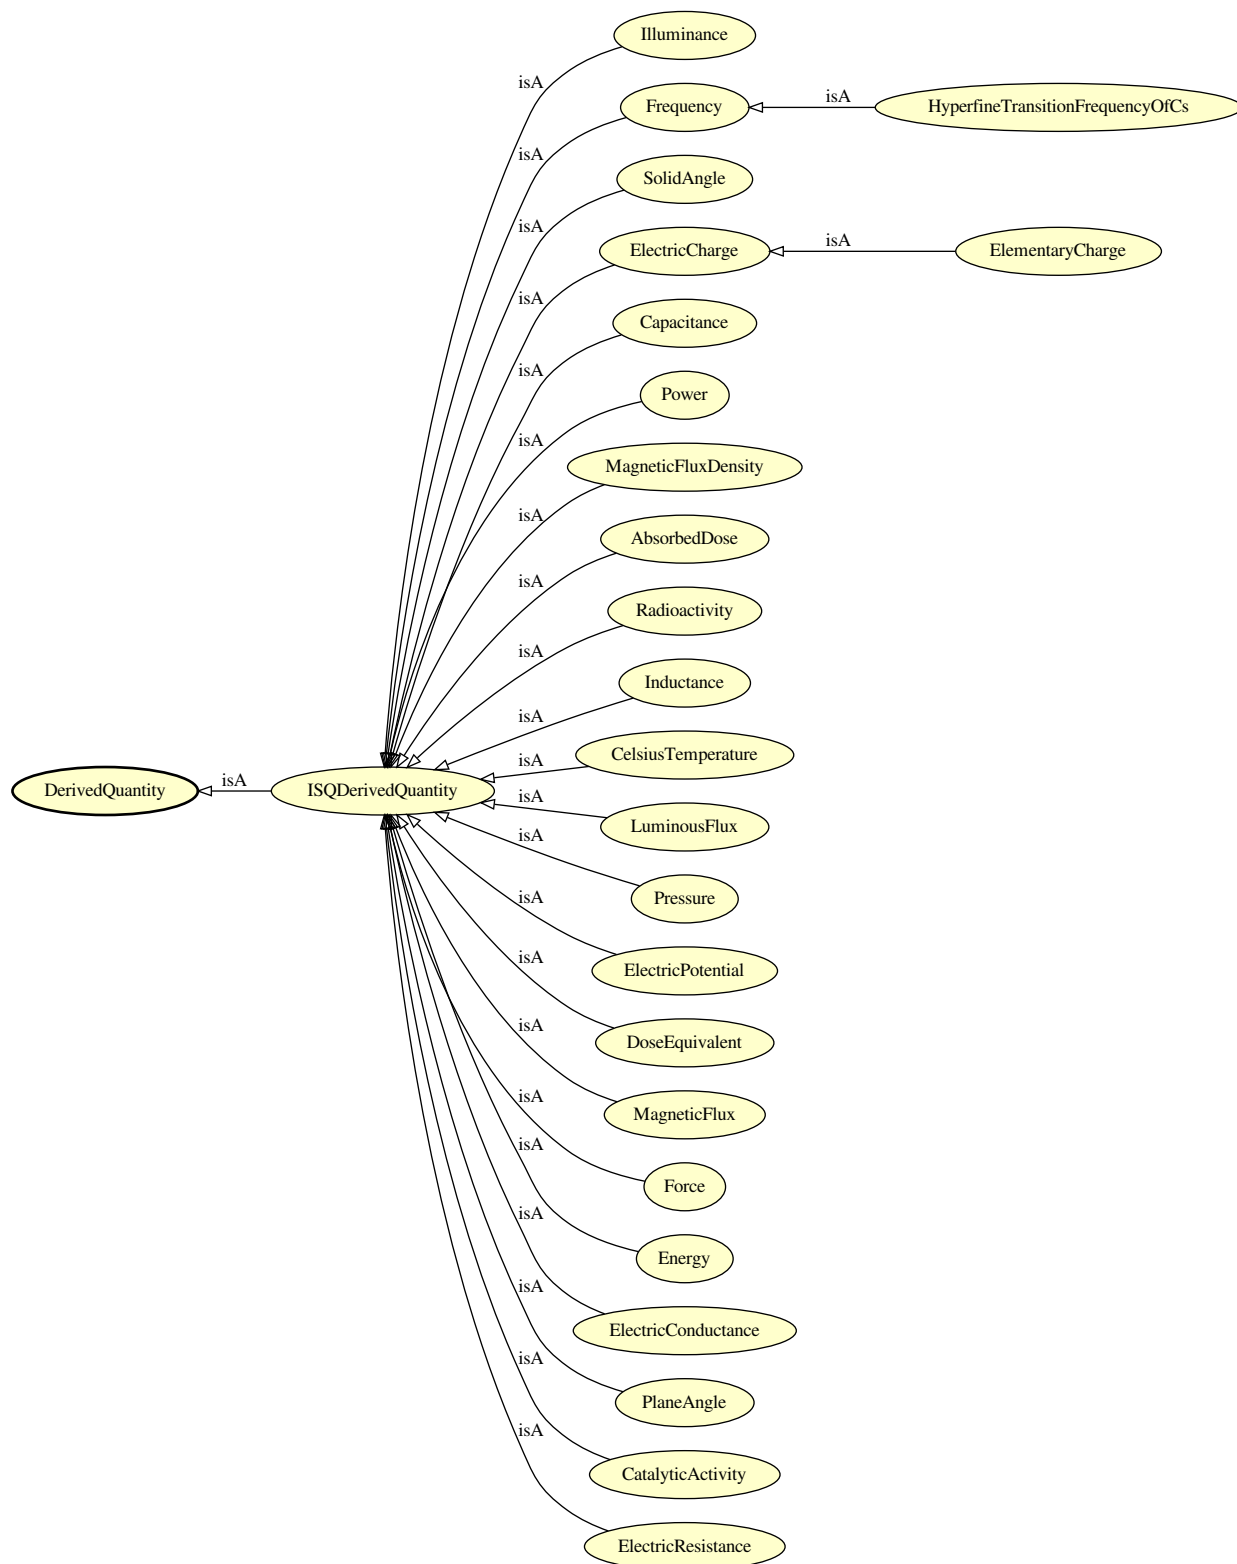 Illuminance
isA
Frequency
isA
HyperfineTransitionFrequencyOfCs
isA
SolidAngle
isA
ElectricCharge
isA
ElementaryCharge
isA
Capacitance
isA
Power
isA
MagneticFluxDensity
isA
AbsorbedDose
isA
Radioactivity
isA
Inductance
isA
CelsiusTemperature
isA
DerivedQuantity
isA
ISQDerivedQuantity
isA
LuminousFlux
isA
Pressure
isA
ElectricPotential
isA
DoseEquivalent
isA
MagneticFlux
isA
Force
isA
Energy
isA
ElectricConductance
isA
PlaneAngle
isA
CatalyticActivity
ElectricResistance